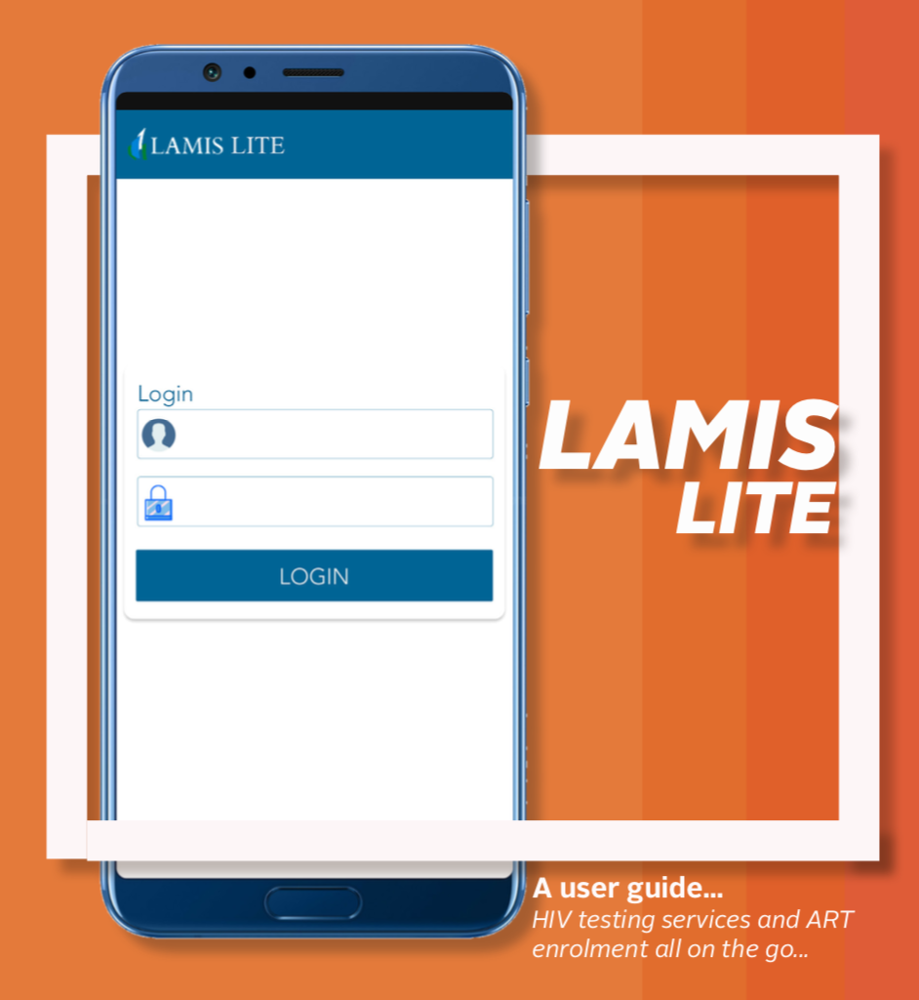 LAMIS LITE
Login
LOGIN
LAMIS
LITE
A user guide...
HIV testing services and ART
enrolment all on the go...